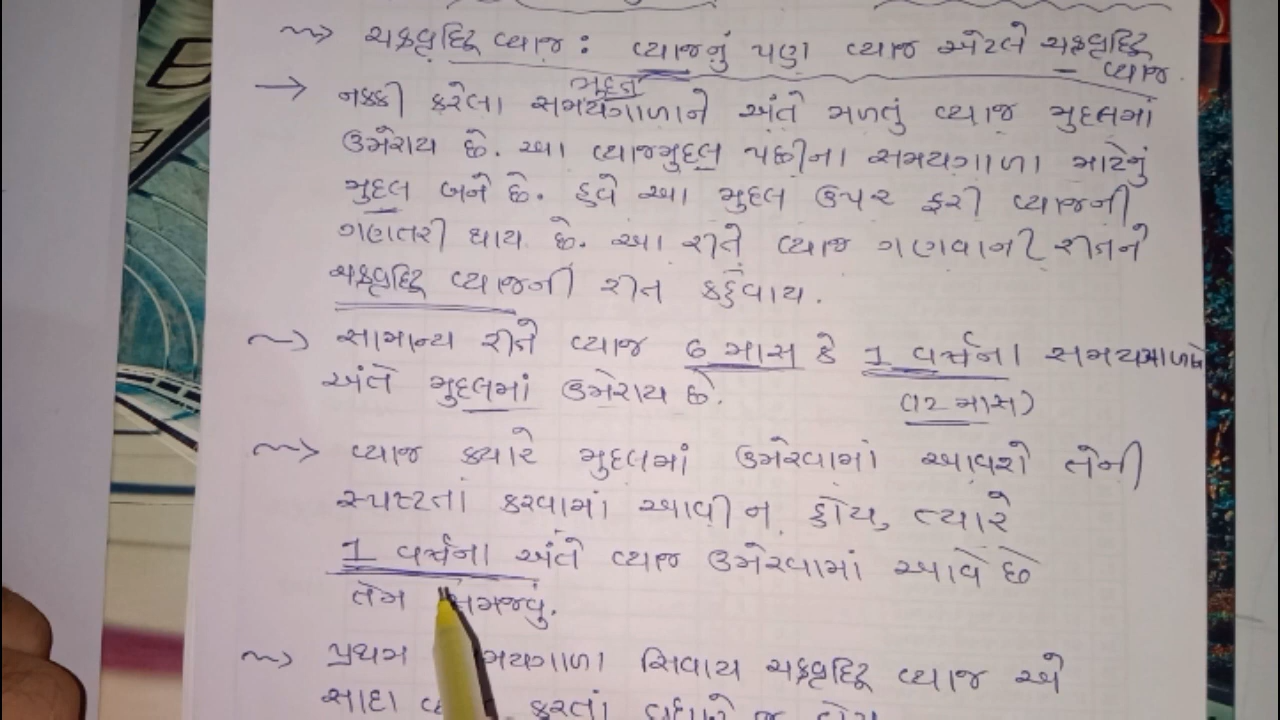 ચક્રવૃદ્ધિ વ્યાજ : વ્યાજનું પણ વ્યાજ એટલે ચક્રવૃદ્ધિ
વ્યાજ.
મુદત
→ નક્કી કરેલા સમયગાળાને અંતે મળતું વ્યાજ મુદલમાં
ઉમેરાય છે. આ વ્યાજમુદલ પછીના સમયગાળા માટેનું
મુદલ બને છે. હવે આ મુદલ ઉપર ફરી વ્યાજની
ગણતરી થાય છે. આ રીતે વ્યાજ ગણવાની રીતને
ચક્રવૃદ્ધિ વ્યાજની રીત કહેવાય.
સામાન્ય રીતે વ્યાજ 6 માસ કે 1 વર્ષના સમયગાળાને
અંતે મુદલમાં ઉમેરાય છે. (12 માસ)
વ્યાજ ક્યારે મુદલમાં ઉમેરવામાં આવશે તેની
સ્પષ્ટતાં કરવામાં આવી ન હોય, ત્યારે
1 વર્ષના અંતે વ્યાજ ઉમેરવામાં આવે છે
તેમ સમજવું.
પ્રથમ સમયગાળા સિવાય ચક્રવૃદ્ધિ વ્યાજ એ
સાદા કરતાં